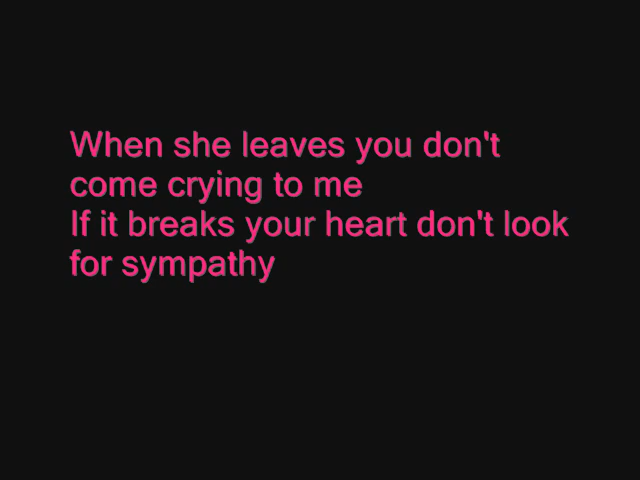 When she leaves you don't
come crying to me
If it breaks your heart don't look
for sympathy